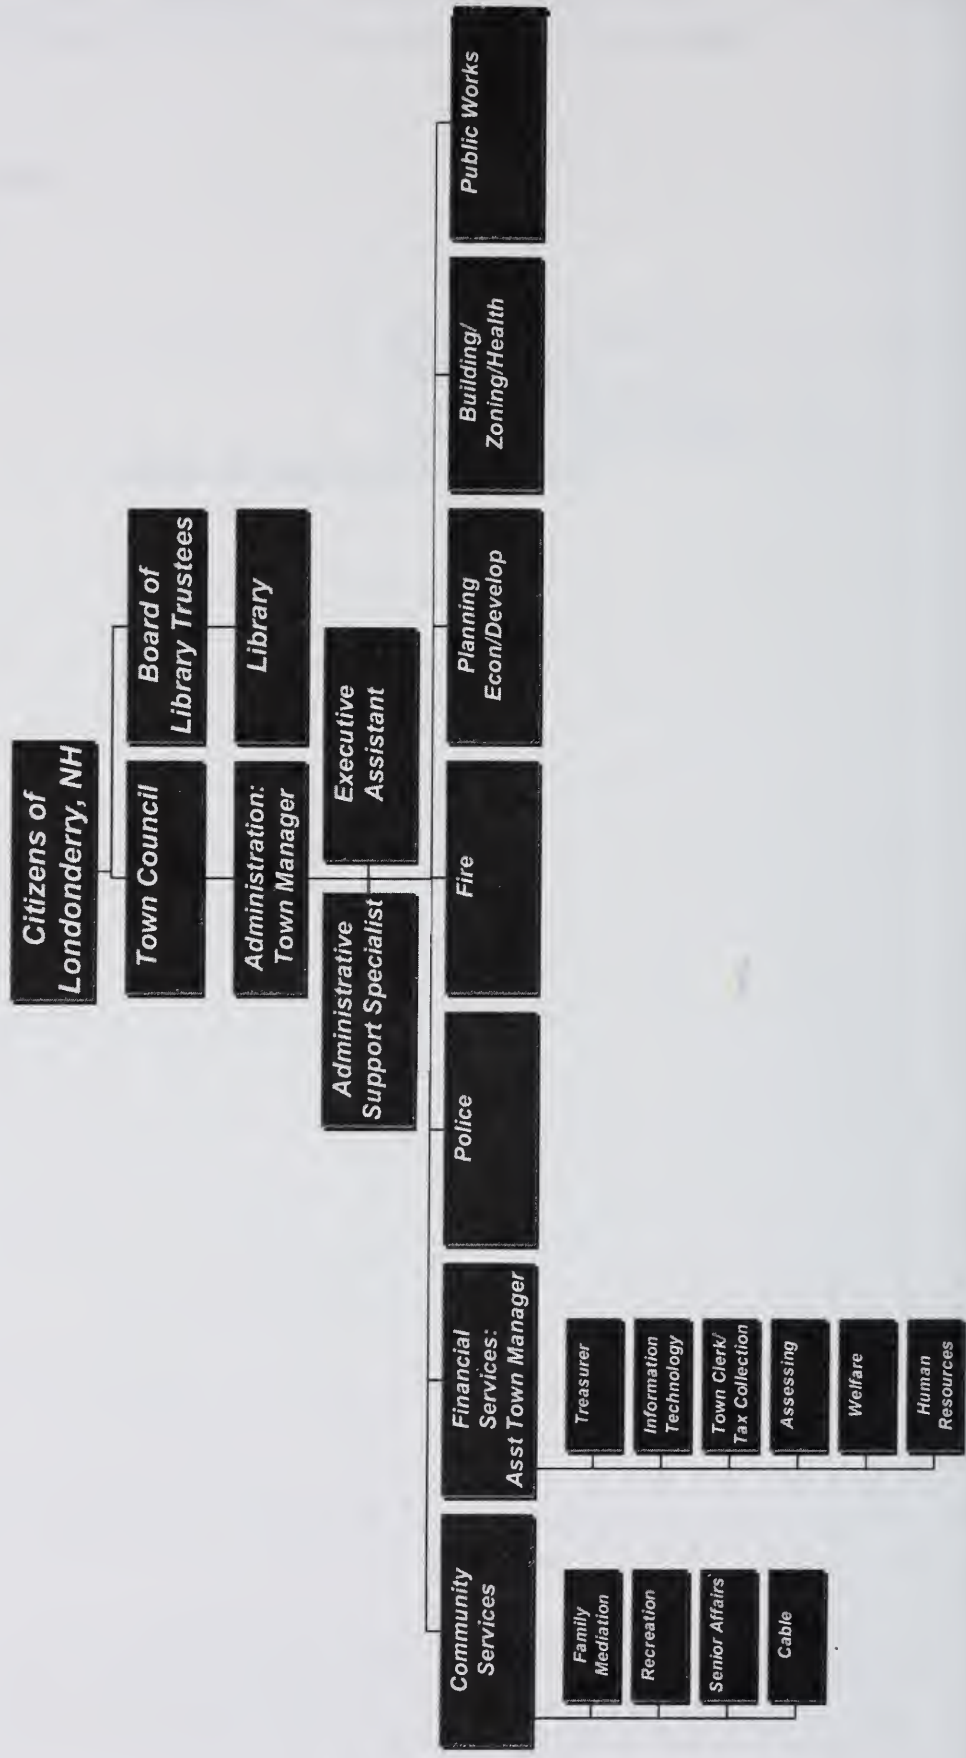 Citizens of
Londonderry, NH
Town Council
Board of
Library Trustees
Administration:
Town Manager
Library
Administrative
Support Specialist
Executive
Assistant
Community
Services
Financial
Services:
Asst Town Manager
Police
Fire
Planning
Econ/Develop
Building/
Zoning/Health
Public Works
Family
Mediation
Recreation
Senior Affairs
Cable
Treasurer
Information
Technology
Town Clerk/
Tax Collection
Assessing
Welfare
Human
Resources